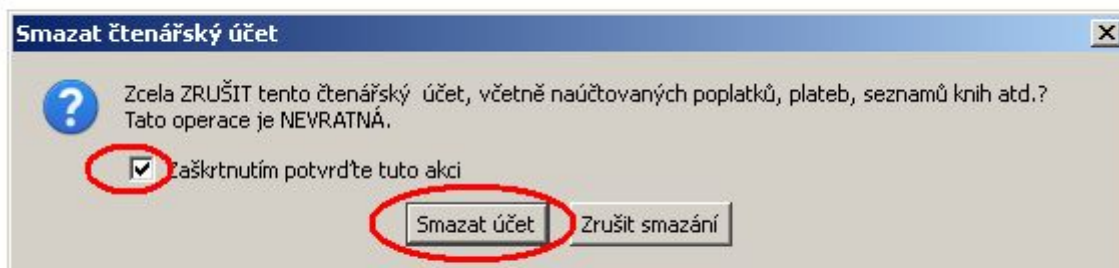 Smazat čtenářský účet
Zcela ZRUŠIT tento čtenářský účet, včetně naúčtovaných poplatků, plateb, seznamů knih atd.?
Tato operace je NEVRATNÁ.
Zaškrtnutím potvrďte tuto akci
Smazat účet Zrušit smazání